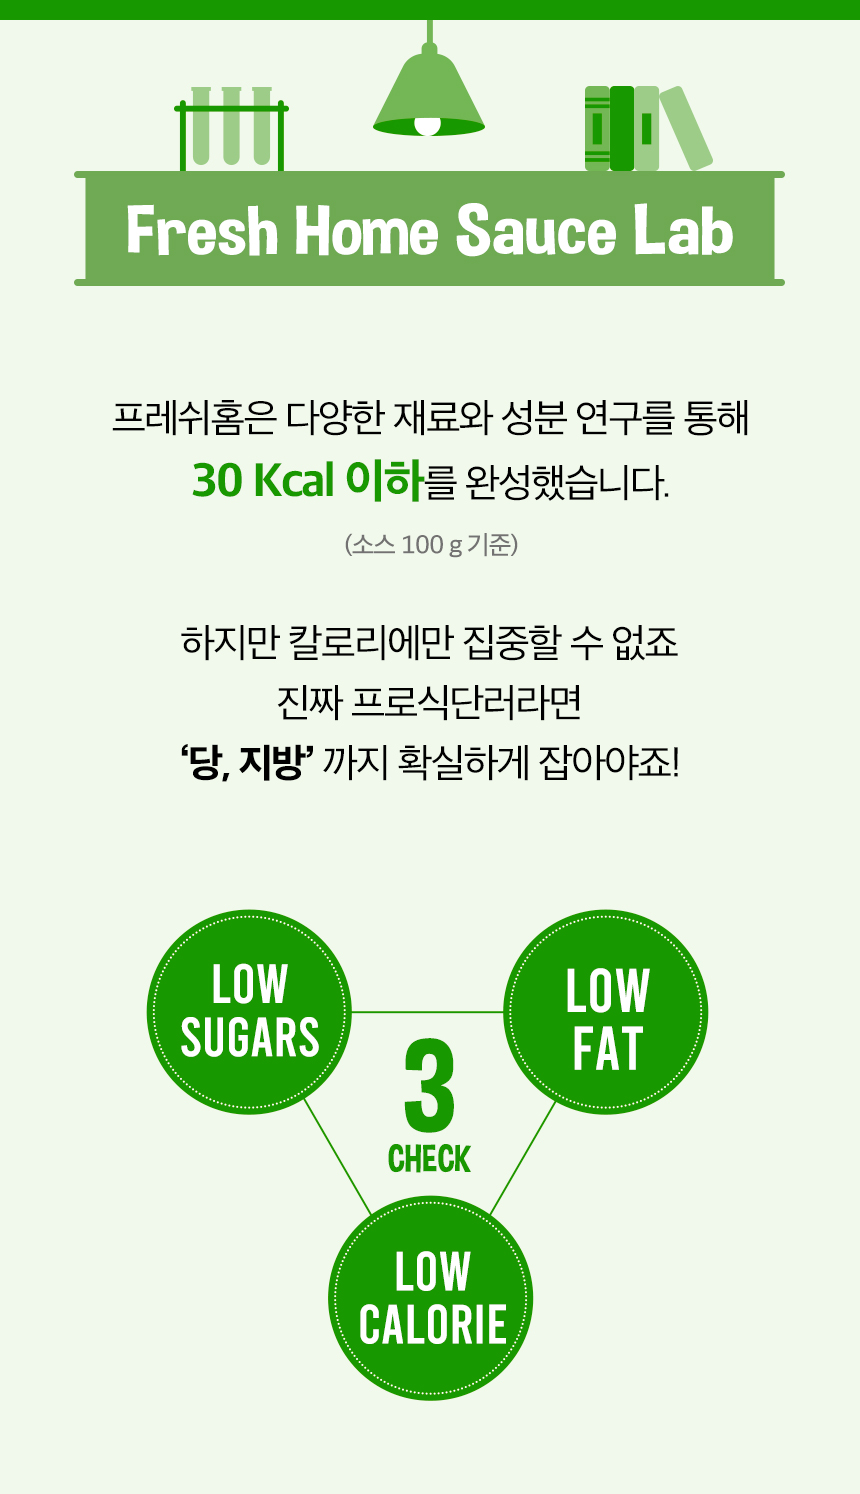 Fresh Home Sauce Lab
프레쉬홈은 다양한 재료와 성분 연구를 통해
30 Kcal 이하를 완성했습니다.
(소스 100 g 기준)
하지만 칼로리에만 집중할 수 없죠
진짜 프로식단러라면
‘당, 지방’ 까지 확실하게 잡아야죠!
LOW
SUGARS
LOW
FAT
3
CHECK
LOW
CALORIE